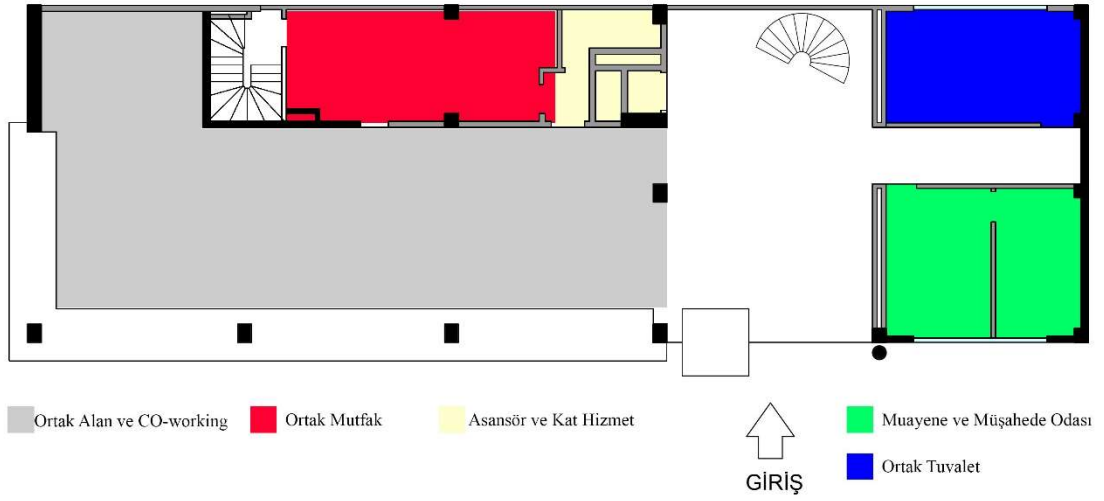 Ortak Alan ve CO-working
Ortak Mutfak
Asansör ve Kat Hizmet
Muayene ve Müşahede Odası
Ortak Tuvalet
GİRİŞ